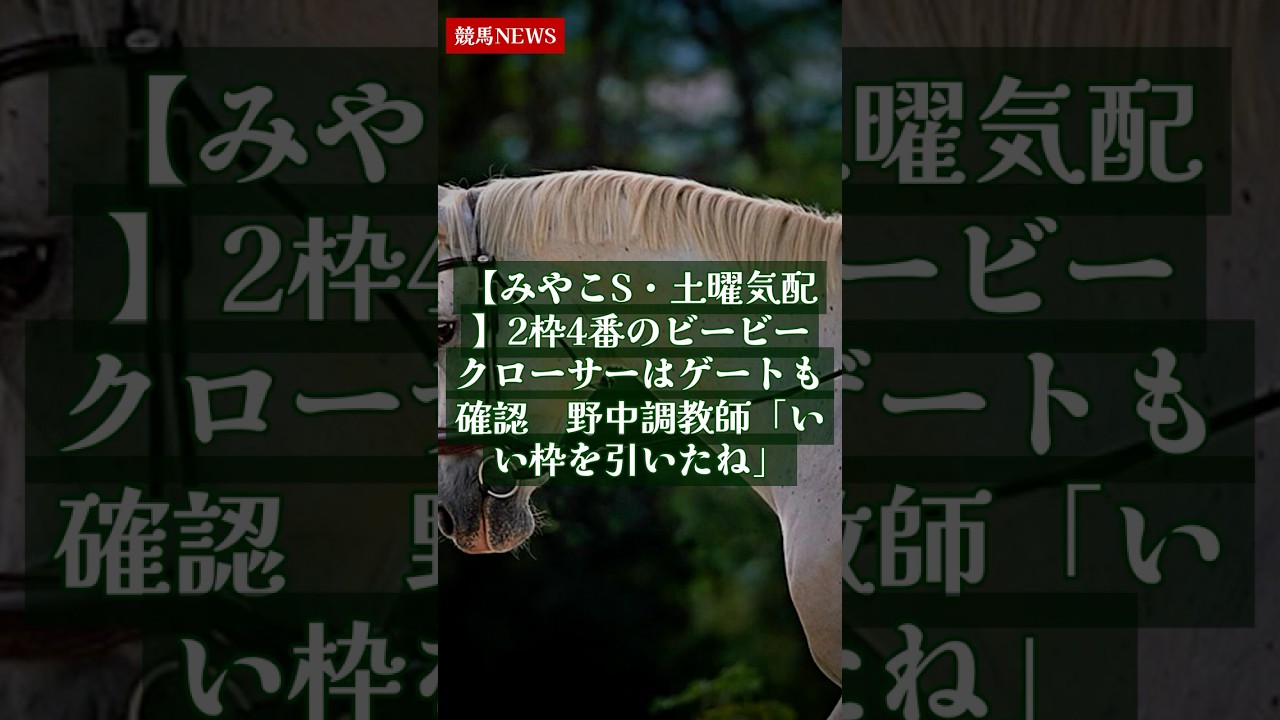 競馬NEWS
【みやこS・土曜気配
】2枠4番のビービー
クローサーはゲートも
確認　野中調教師「い
い枠を引いたね」